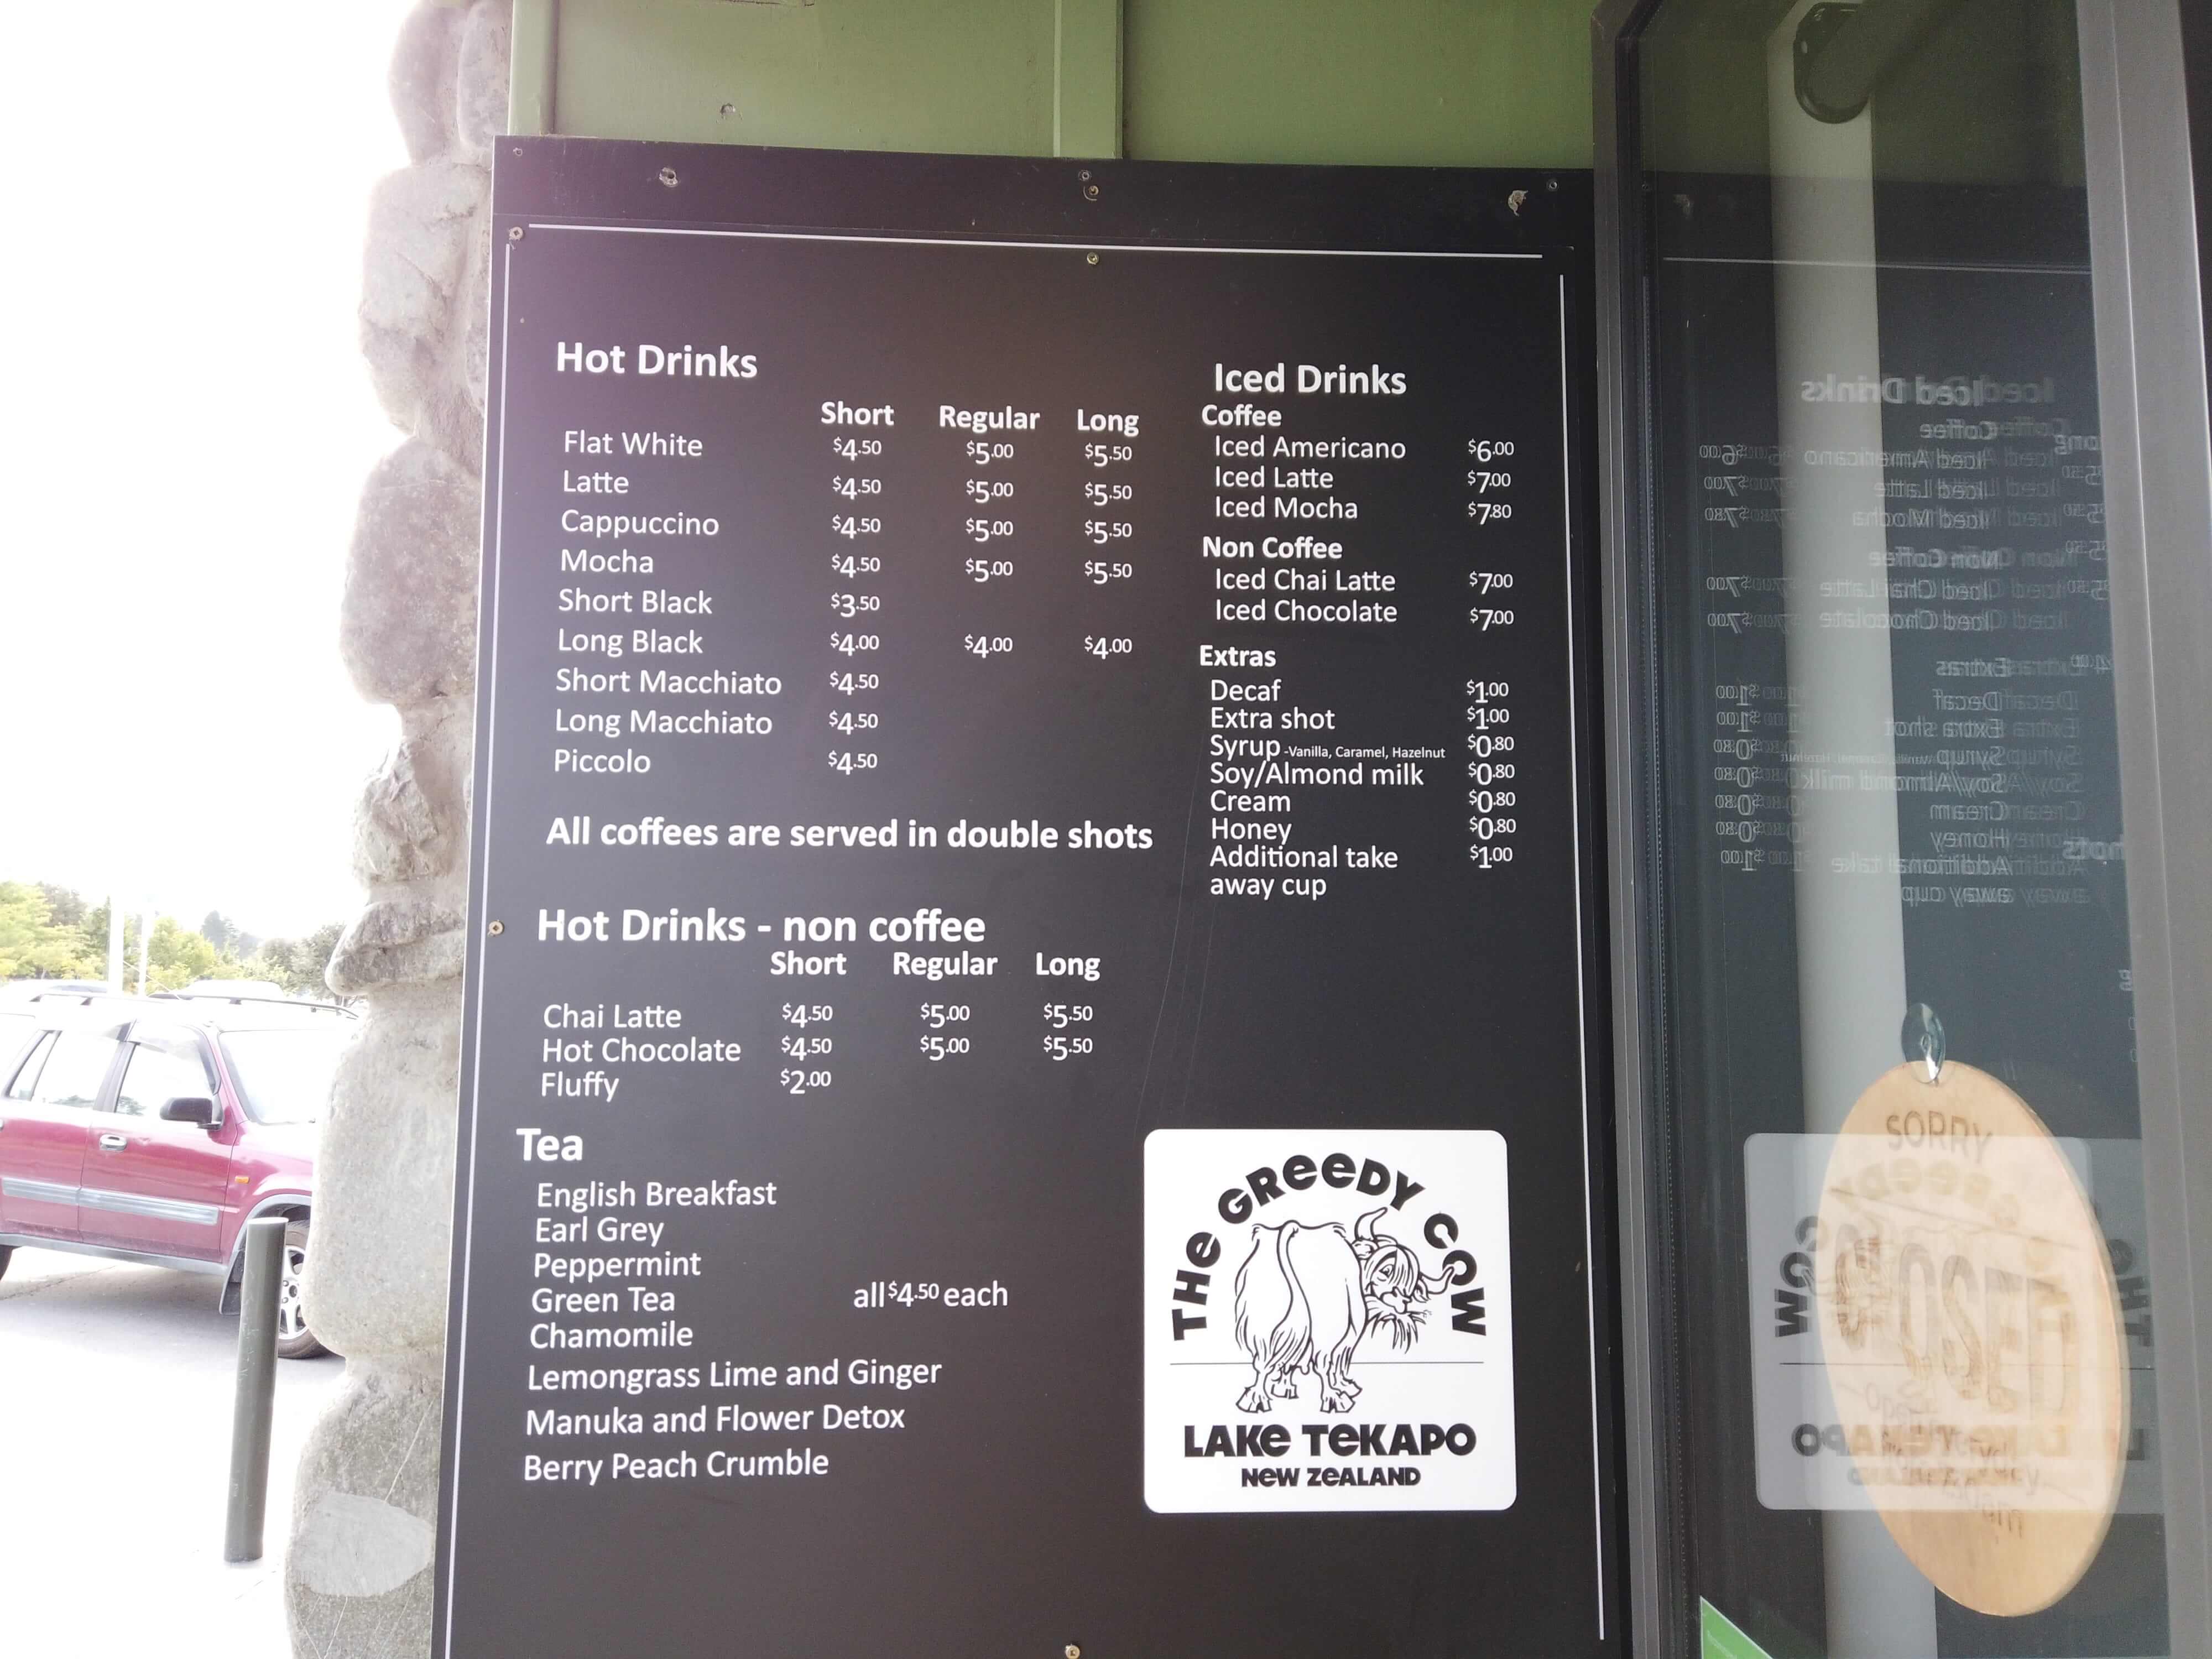 Hot Drinks
Short Regular Long
Flat White $4.50 $5.00 $5.50
Latte $4.50 $5.00 $5.50
Cappuccino $4.50 $5.00 $5.50
Mocha $4.50 $5.00 $5.50
Short Black $3.50
Long Black $4.00 $4.00 $4.00
Short Macchiato $4.50
Long Macchiato $4.50
Piccolo $4.50
All coffees are served in double shots
Hot Drinks - non coffee
Short Regular Long
Chai Latte $4.50 $5.00 $5.50
Hot Chocolate $4.50 $5.00 $5.50
Fluffy $2.00
Tea
English Breakfast
Earl Grey
Peppermint
Green Tea all $4.50 each
Chamomile
Lemongrass Lime and Ginger
Manuka and Flower Detox
Berry Peach Crumble
Iced Drinks
Coffee
Iced Americano $6.00
Iced Latte $7.00
Iced Mocha $7.80
Non Coffee
Iced Chai Latte $7.00
Iced Chocolate $7.00
Extras
Decaf $1.00
Extra shot $1.00
Syrup -Vanilla, Caramel, Hazelnut $0.80
Soy/Almond milk $0.80
Cream $0.80
Honey $0.80
Additional take $1.00
away cup
THE GREEDY COW
LAKE TEKAPO
NEW ZEALAND
SORRY